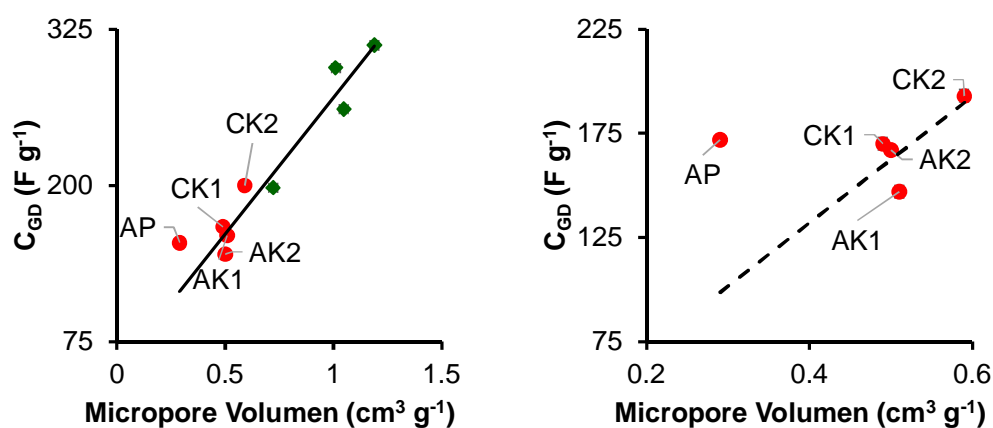 325
200
75
C_GD (F g⁻¹)
CK2
CK1
AP
AK2
AK1
0
0.5
1
1.5
Micropore Volumen (cm³ g⁻¹)
225
175
125
75
C_GD (F g⁻¹)
CK2
CK1
AP
AK2
AK1
0.2
0.4
0.6
Micropore Volumen (cm³ g⁻¹)